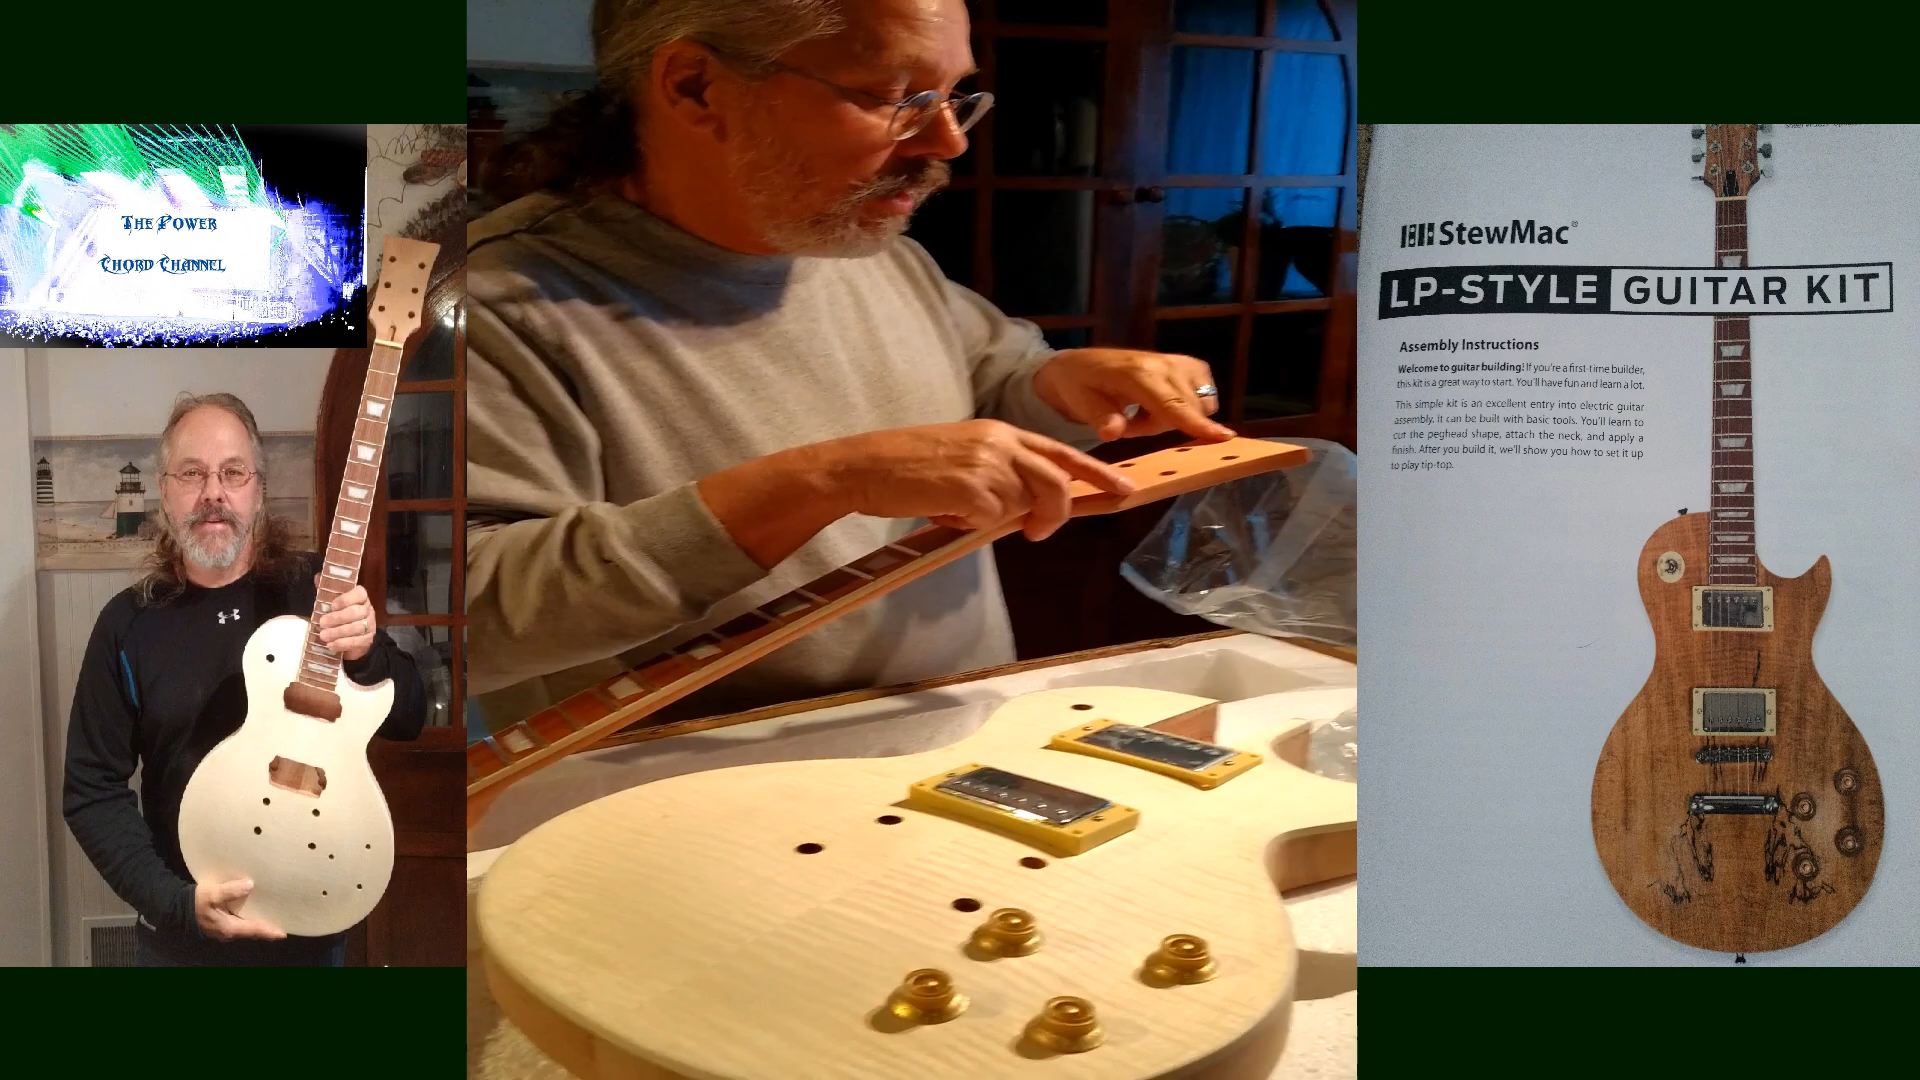 The Power
Chord Channel
StewMac®
LP-STYLE GUITAR KIT
Assembly Instructions
Welcome to guitar building! If you're a first-time builder,
this kit is a great way to start. You'll have fun and learn a lot.
This simple kit is an excellent entry into electric guitar
assembly. It can be built with basic tools. You'll learn to
cut the peghead shape, attach the neck, and apply a
finish. After you build it, we'll show you how to set it up
to play tip-top.